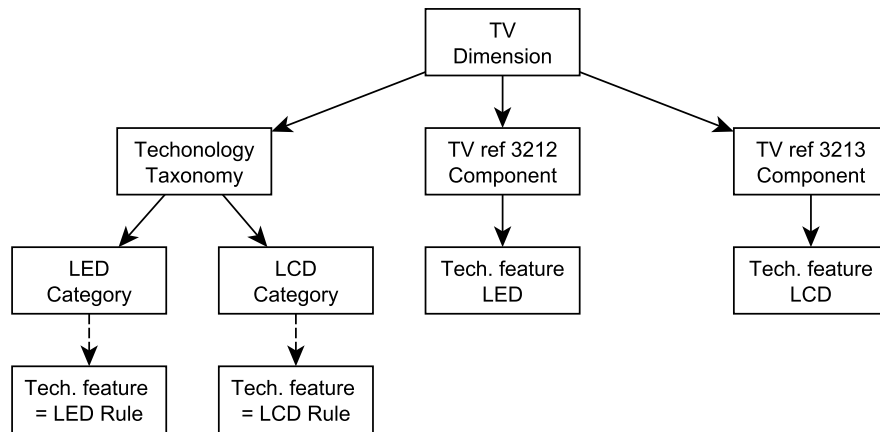 TV
Dimension
Techonology
Taxonomy
TV ref 3212
Component
TV ref 3213
Component
LED
Category
LCD
Category
Tech. feature
LED
Tech. feature
LCD
Tech. feature
= LED Rule
Tech. feature
= LCD Rule